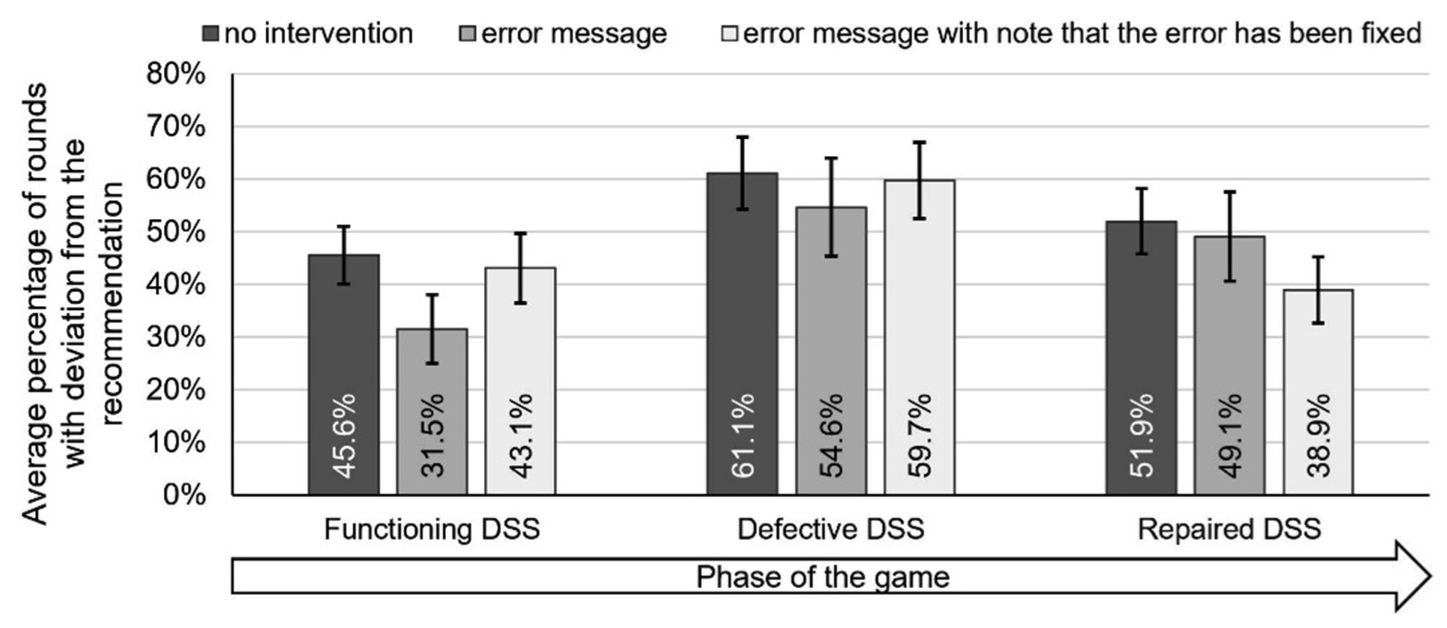 no intervention error message error message with note that the error has been fixed
Average percentage of rounds
with deviation from the
recommendation
80%
70%
60%
50%
40%
30%
20%
10%
0%
45.6% 31.5% 43.1% 61.1% 54.6% 59.7% 51.9% 49.1% 38.9%
Functioning DSS Defective DSS Repaired DSS
Phase of the game